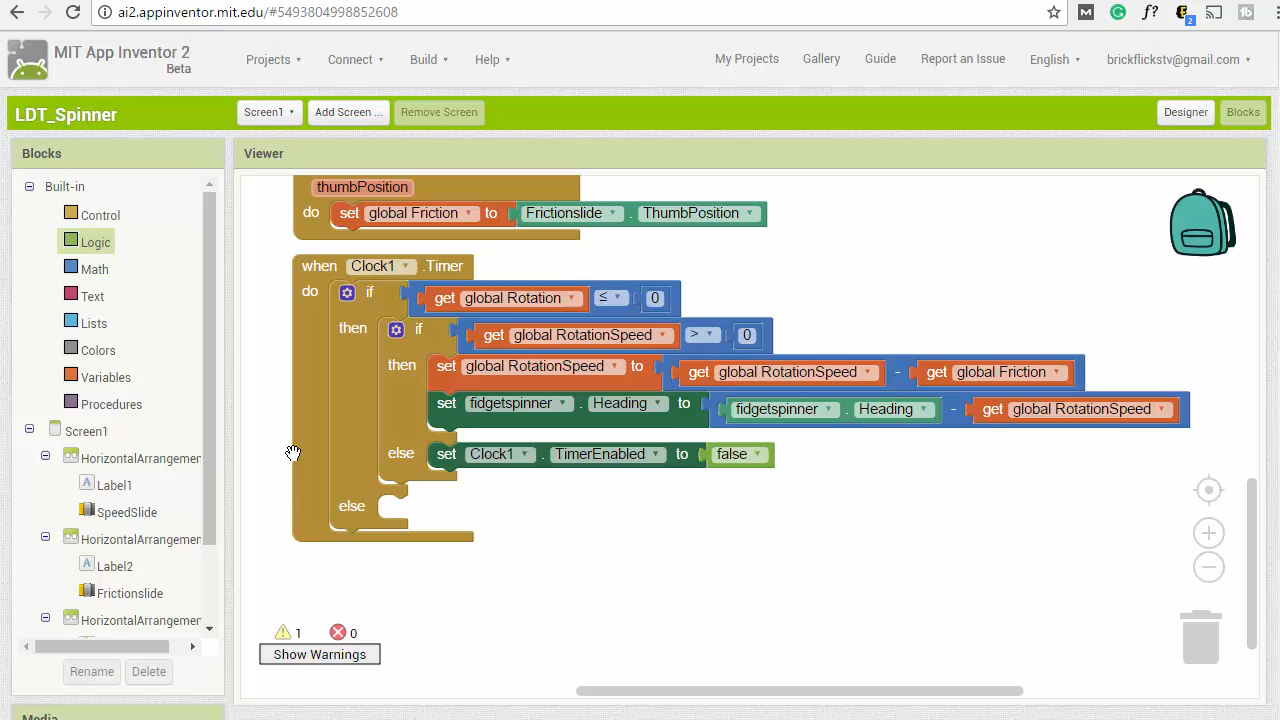 ai2.appinventor.mit.edu/#5493804998852608
M
f?
2
MIT App Inventor 2
Beta
Projects Connect Build Help My Projects Gallery Guide Report an Issue English brickflickstv@gmail.com
LDT_Spinner Screen1 Add Screen ... Remove Screen Designer Blocks
Blocks
Viewer
Built-in
Control
Logic
Math
Text
Lists
Colors
Variables
Procedures
Screen1
HorizontalArrangemen
A Label1
SpeedSlide
HorizontalArrangemen
A Label2
Frictionslide
HorizontalArrangemen
Rename Delete
Media
thumbPosition
do set global Friction to Frictionslide . ThumbPosition
when Clock1 .Timer
do if get global Rotation ≤ 0
then if get global RotationSpeed > 0
then set global RotationSpeed to get global RotationSpeed - get global Friction
set fidgetspinner . Heading to fidgetspinner . Heading - get global RotationSpeed
else set Clock1 . TimerEnabled to false
else
1 0
Show Warnings